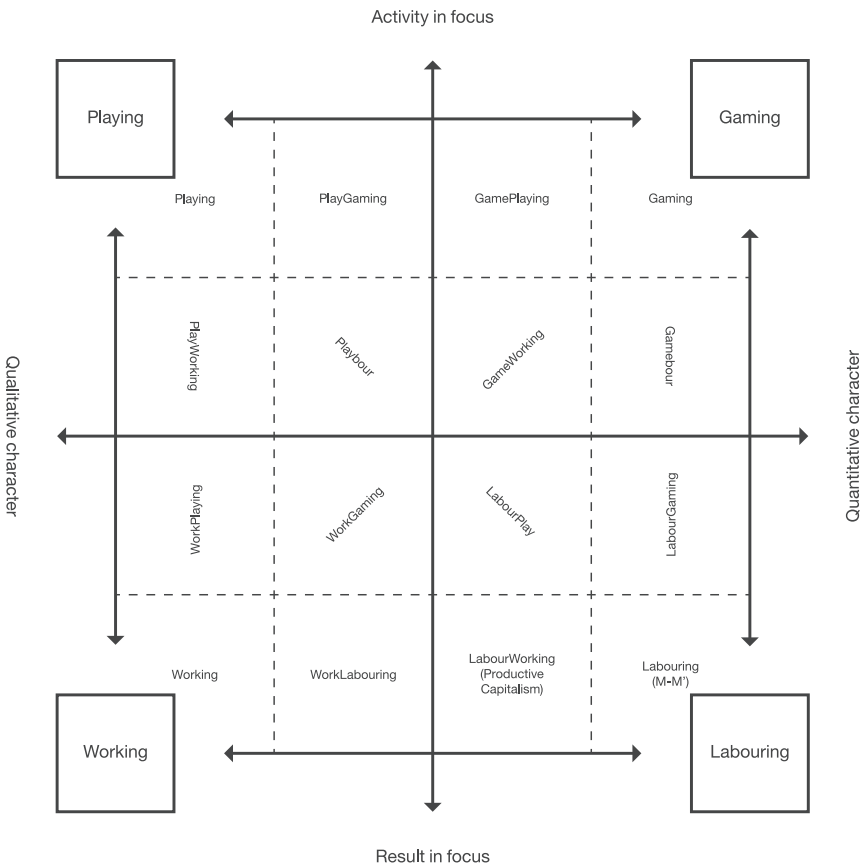 Activity in focus
Playing
Gaming
Playing
PlayGaming
GamePlaying
Gaming
PlayWorking
Playbour
GameWorking
Gamebour
Qualitative character
Quantitative character
WorkPlaying
WorkGaming
LabourPlay
LabourGaming
Working
WorkLabouring
LabourWorking
(Productive
Capitalism)
Labouring
(M-M’)
Working
Labouring
Result in focus